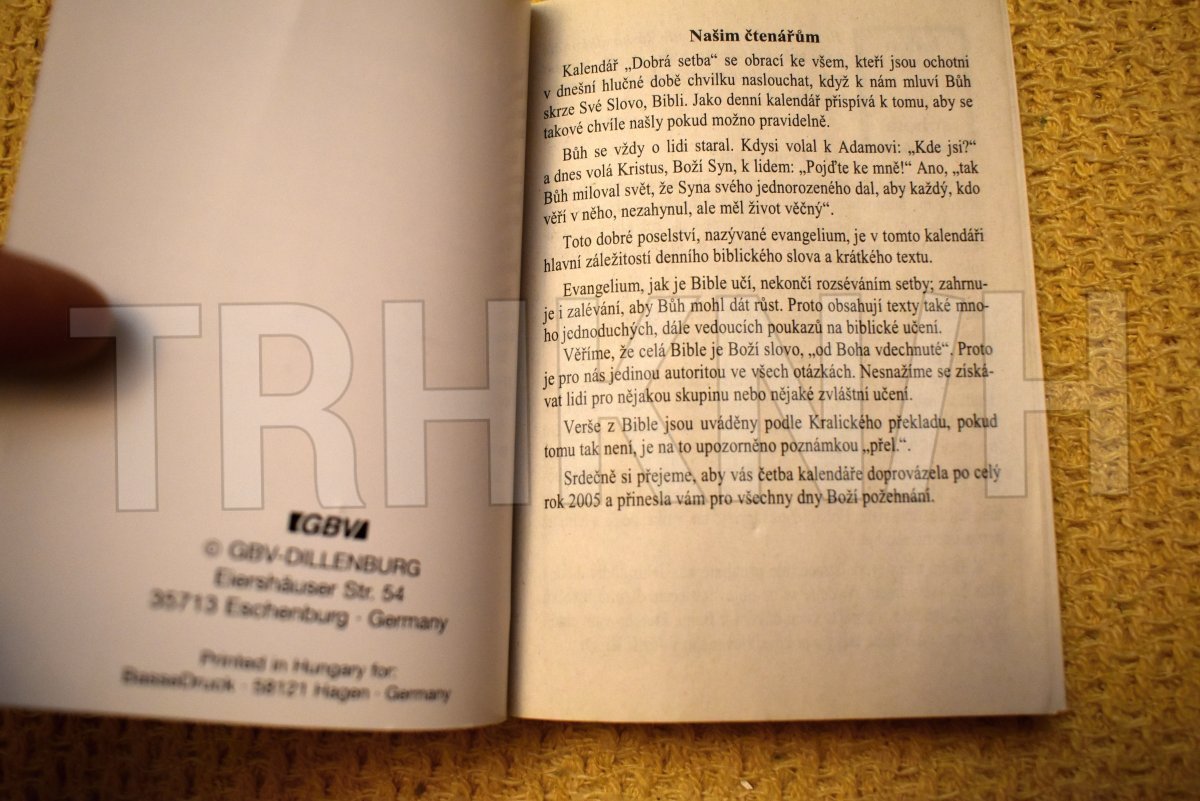 GBV
© GBV-DILLENBURG
Eiershäuser Str. 54
35713 Eschenburg · Germany
Printed in Hungary for:
BasseDruck · 58121 Hagen · Germany
Našim čtenářům
Kalendář „Dobrá setba“ se obrací ke všem, kteří jsou ochotni
v dnešní hlučné době chvilku naslouchat, když k nám mluví Bůh
skrze Své Slovo, Bibli. Jako denní kalendář přispívá k tomu, aby se
takové chvíle našly pokud možno pravidelně.
Bůh se vždy o lidi staral. Kdysi volal k Adamovi: „Kde jsi?“
a dnes volá Kristus, Boží Syn, k lidem: „Pojďte ke mně!“ Ano, „tak
Bůh miloval svět, že Syna svého jednorozeného dal, aby každý, kdo
věří v něho, nezahynul, ale měl život věčný“.
Toto dobré poselství, nazývané evangelium, je v tomto kalendáři
hlavní záležitostí denního biblického slova a krátkého textu.
Evangelium, jak je Bible učí, nekončí rozséváním setby; zahrnu-
je i zalévání, aby Bůh mohl dát růst. Proto obsahují texty také mno-
ho jednoduchých, dále vedoucích poukazů na biblické učení.
Věříme, že celá Bible je Boží slovo, „od Boha vdechnuté“. Proto
je pro nás jedinou autoritou ve všech otázkách. Nesnažíme se získá-
vat lidi pro nějakou skupinu nebo nějaké zvláštní učení.
Verše z Bible jsou uváděny podle Kralického překladu, pokud
tomu tak není, je na to upozorněno poznámkou „přel.“.
Srdečně si přejeme, aby vás četba kalendáře doprovázela po celý
rok 2005 a přinesla vám pro všechny dny Boží požehnání.
TRHKNIH